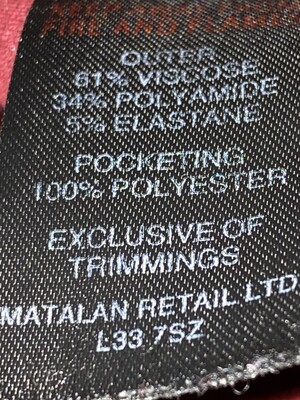 FIRE AND FLAMES
OUTER
61% VISCOSE
34% POLYAMIDE
5% ELASTANE
POCKETING
100% POLYESTER
EXCLUSIVE OF
TRIMMINGS
MATALAN RETAIL LTD
L33 7SZ